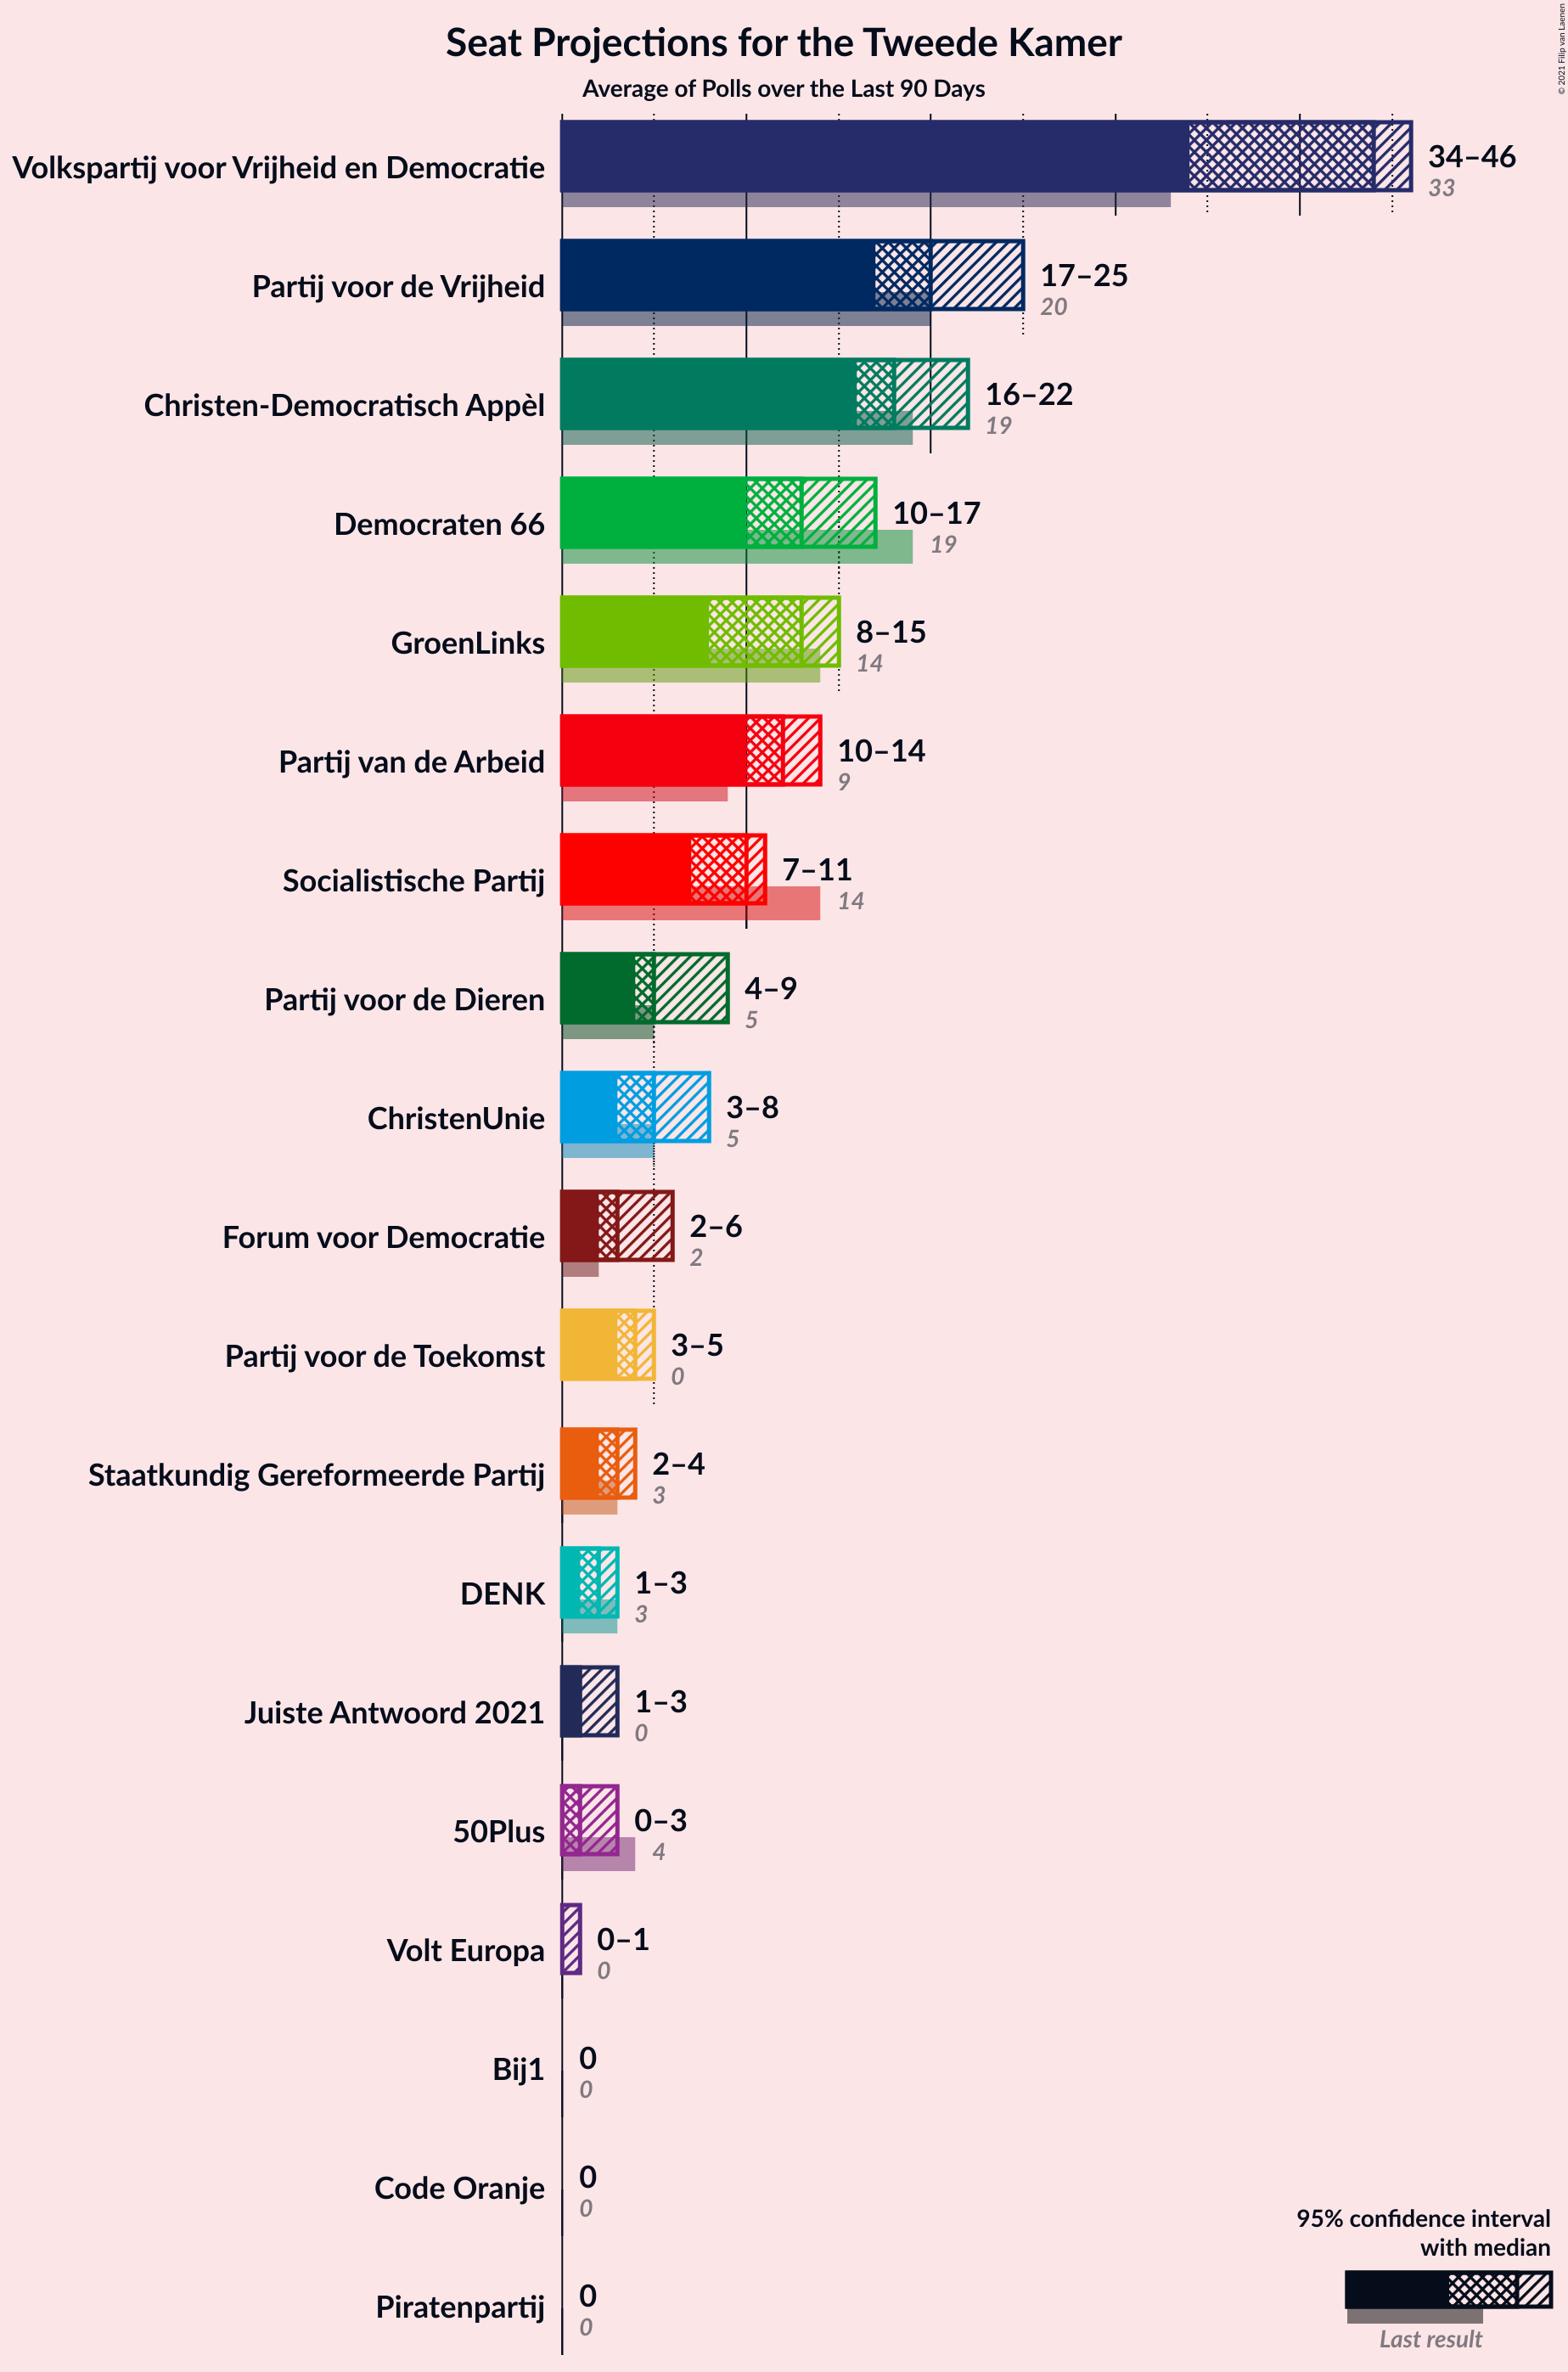 © 2021 Filip van Laenen
Seat Projections for the Tweede Kamer
Average of Polls over the Last 90 Days
Volkspartij voor Vrijheid en Democratie
34–46
33
Partij voor de Vrijheid
17–25
20
Christen-Democratisch Appèl
16–22
19
Democraten 66
10–17
19
GroenLinks
8–15
14
Partij van de Arbeid
10–14
9
Socialistische Partij
7–11
14
Partij voor de Dieren
4–9
5
ChristenUnie
3–8
5
Forum voor Democratie
2–6
2
Partij voor de Toekomst
3–5
0
Staatkundig Gereformeerde Partij
2–4
3
DENK
1–3
3
Juiste Antwoord 2021
1–3
0
50Plus
0–3
4
Volt Europa
0–1
0
Bij1
0
0
Code Oranje
0
0
Piratenpartij
0
0
95% confidence interval
with median
Last result